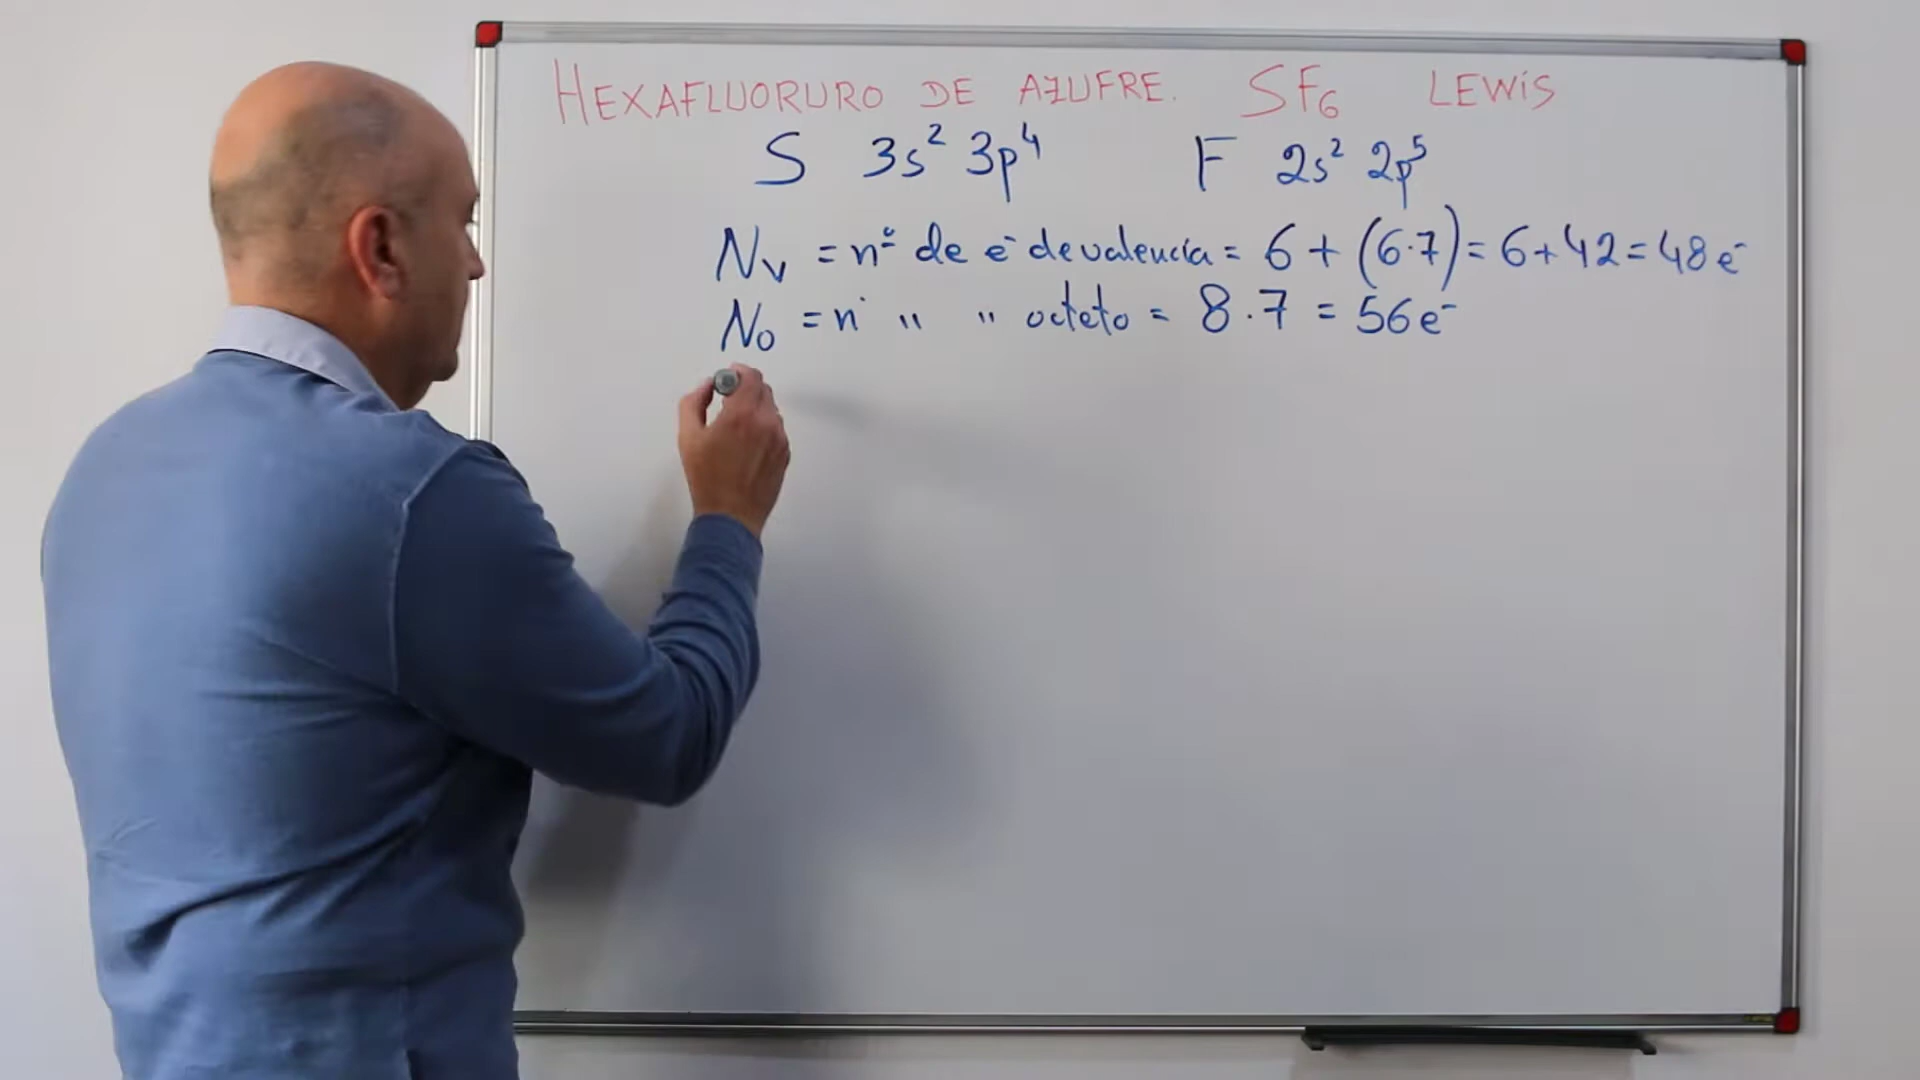 HEXAFLUORURO DE AZUFRE. SF₆ LEWIS
S 3s² 3p⁴ F 2s² 2p⁵
Nv = nº de e⁻ de valencia = 6 + (6·7) = 6+42 = 48 e⁻
No = nº " " octeto = 8·7 = 56 e⁻